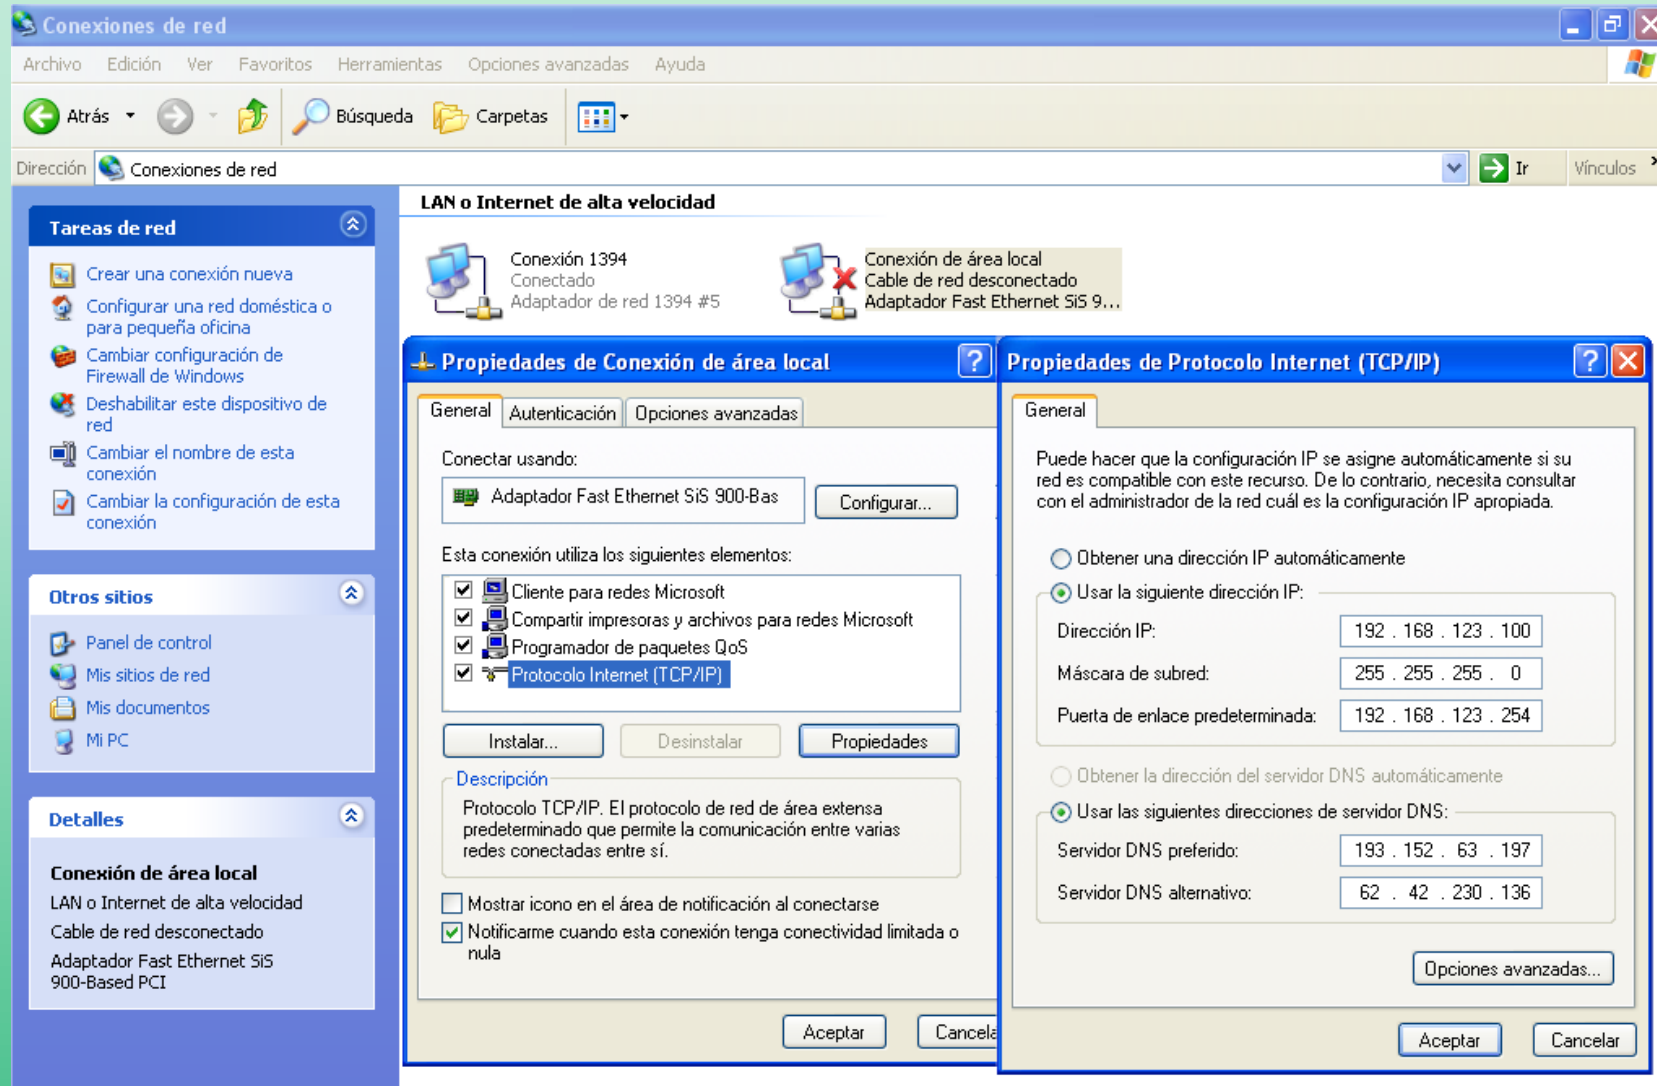 Conexiones de red
Archivo Edición Ver Favoritos Herramientas Opciones avanzadas Ayuda
Atrás Búsqueda Carpetas
Dirección Conexiones de red Ir Vínculos
Tareas de red
Crear una conexión nueva
Configurar una red doméstica o
para pequeña oficina
Cambiar configuración de
Firewall de Windows
Deshabilitar este dispositivo de
red
Cambiar el nombre de esta
conexión
Cambiar la configuración de esta
conexión
Otros sitios
Panel de control
Mis sitios de red
Mis documentos
Mi PC
Detalles
Conexión de área local
LAN o Internet de alta velocidad
Cable de red desconectado
Adaptador Fast Ethernet SiS
900-Based PCI
LAN o Internet de alta velocidad
Conexión 1394
Conectado
Adaptador de red 1394 #5
Conexión de área local
Cable de red desconectado
Adaptador Fast Ethernet SiS 9...
Propiedades de Conexión de área local
General Autenticación Opciones avanzadas
Conectar usando:
Adaptador Fast Ethernet SiS 900-Bas Configurar...
Esta conexión utiliza los siguientes elementos:
Cliente para redes Microsoft
Compartir impresoras y archivos para redes Microsoft
Programador de paquetes QoS
Protocolo Internet (TCP/IP)
Instalar... Desinstalar Propiedades
Descripción
Protocolo TCP/IP. El protocolo de red de área extensa
predeterminado que permite la comunicación entre varias
redes conectadas entre sí.
Mostrar icono en el área de notificación al conectarse
Notificarme cuando esta conexión tenga conectividad limitada o
nula
Aceptar Cancela
Propiedades de Protocolo Internet (TCP/IP)
General
Puede hacer que la configuración IP se asigne automáticamente si su
red es compatible con este recurso. De lo contrario, necesita consultar
con el administrador de la red cuál es la configuración IP apropiada.
Obtener una dirección IP automáticamente
Usar la siguiente dirección IP:
Dirección IP: 192 . 168 . 123 . 100
Máscara de subred: 255 . 255 . 255 . 0
Puerta de enlace predeterminada: 192 . 168 . 123 . 254
Obtener la dirección del servidor DNS automáticamente
Usar las siguientes direcciones de servidor DNS:
Servidor DNS preferido: 193 . 152 . 63 . 197
Servidor DNS alternativo: 62 . 42 . 230 . 136
Opciones avanzadas...
Aceptar Cancelar